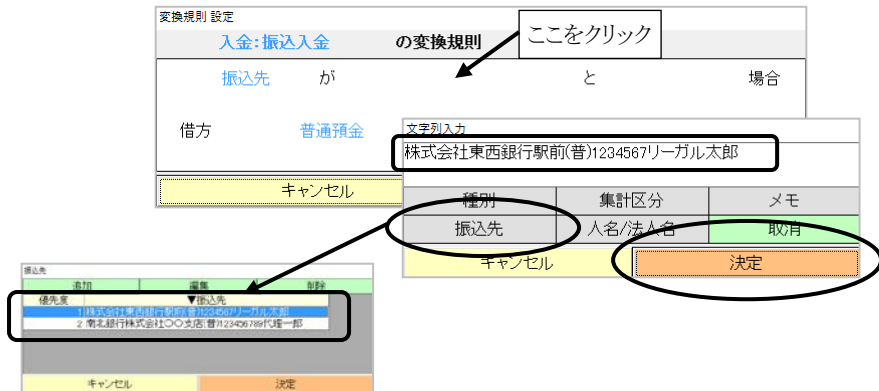 変換規則 設定
入金:振込入金 の変換規則
ここをクリック
振込先 が と 場合
借方 普通預金
キャンセル
文字列入力
株式会社東西銀行駅前(普)1234567リーガル太郎
種別 集計区分 メモ
振込先 人名/法人名 取消
キャンセル 決定
振込先
追加 編集 削除
優先度 ▼振込先
1 株式会社東西銀行駅前(普)1234567リーガル太郎
2 南北銀行株式会社〇〇支店(普)123456789代理一郎
キャンセル 決定